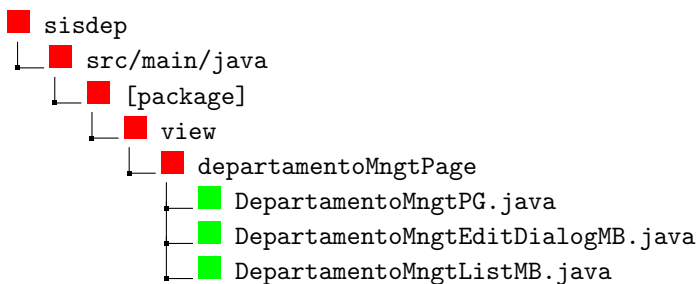 sisdep
src/main/java
[package]
view
departamentoMngtPage
DepartamentoMngtPG.java
DepartamentoMngtEditDialogMB.java
DepartamentoMngtListMB.java